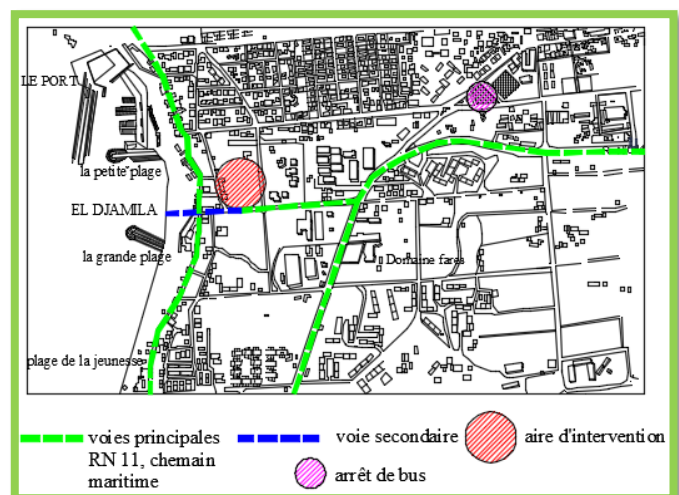 LE PORT
la petite plage
EL DJAMILA
la grande plage
Domaine fares
plage de la jeunesse
voies principales
RN 11, chemain
maritime
voie secondaire
aire d'intervention
arrêt de bus